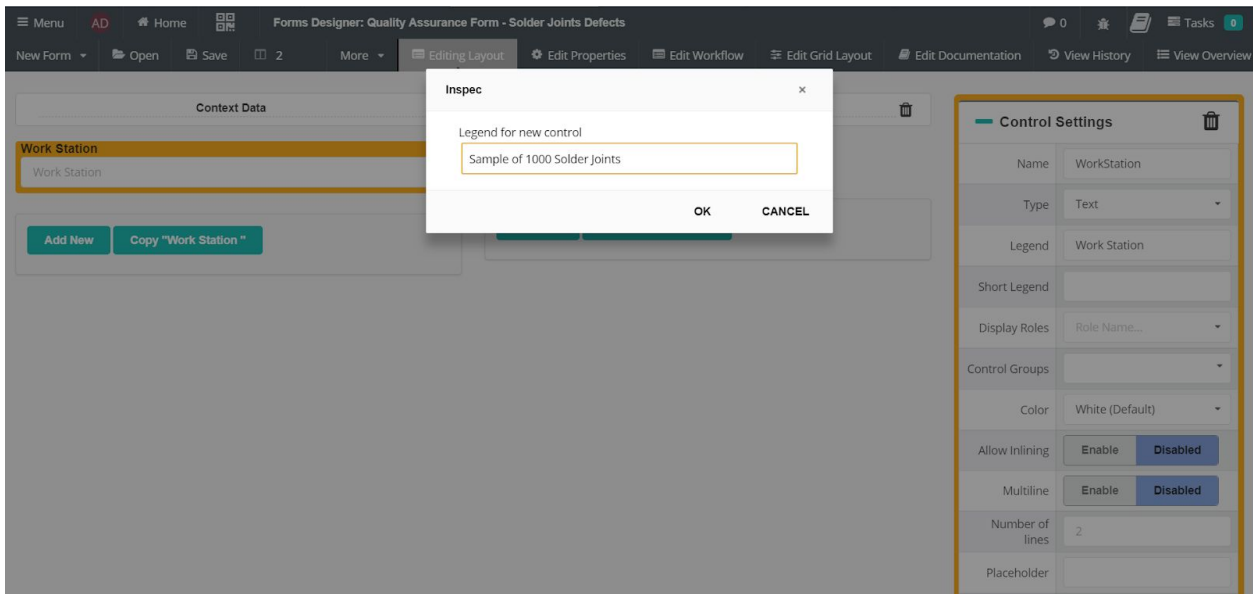 Menu AD Home Forms Designer: Quality Assurance Form - Solder Joints Defects 0 Tasks 0
New Form Open Save 2 More Editing Layout Edit Properties Edit Workflow Edit Grid Layout Edit Documentation View History View Overview
Inspec ×
Legend for new control
Sample of 1000 Solder Joints
OK CANCEL
Context Data
Work Station
Work Station
Add New Copy "Work Station "
Control Settings
Name WorkStation
Type Text
Legend Work Station
Short Legend
Display Roles Role Name...
Control Groups
Color White (Default)
Allow Inlining Enable Disabled
Multiline Enable Disabled
Number of
lines 2
Placeholder